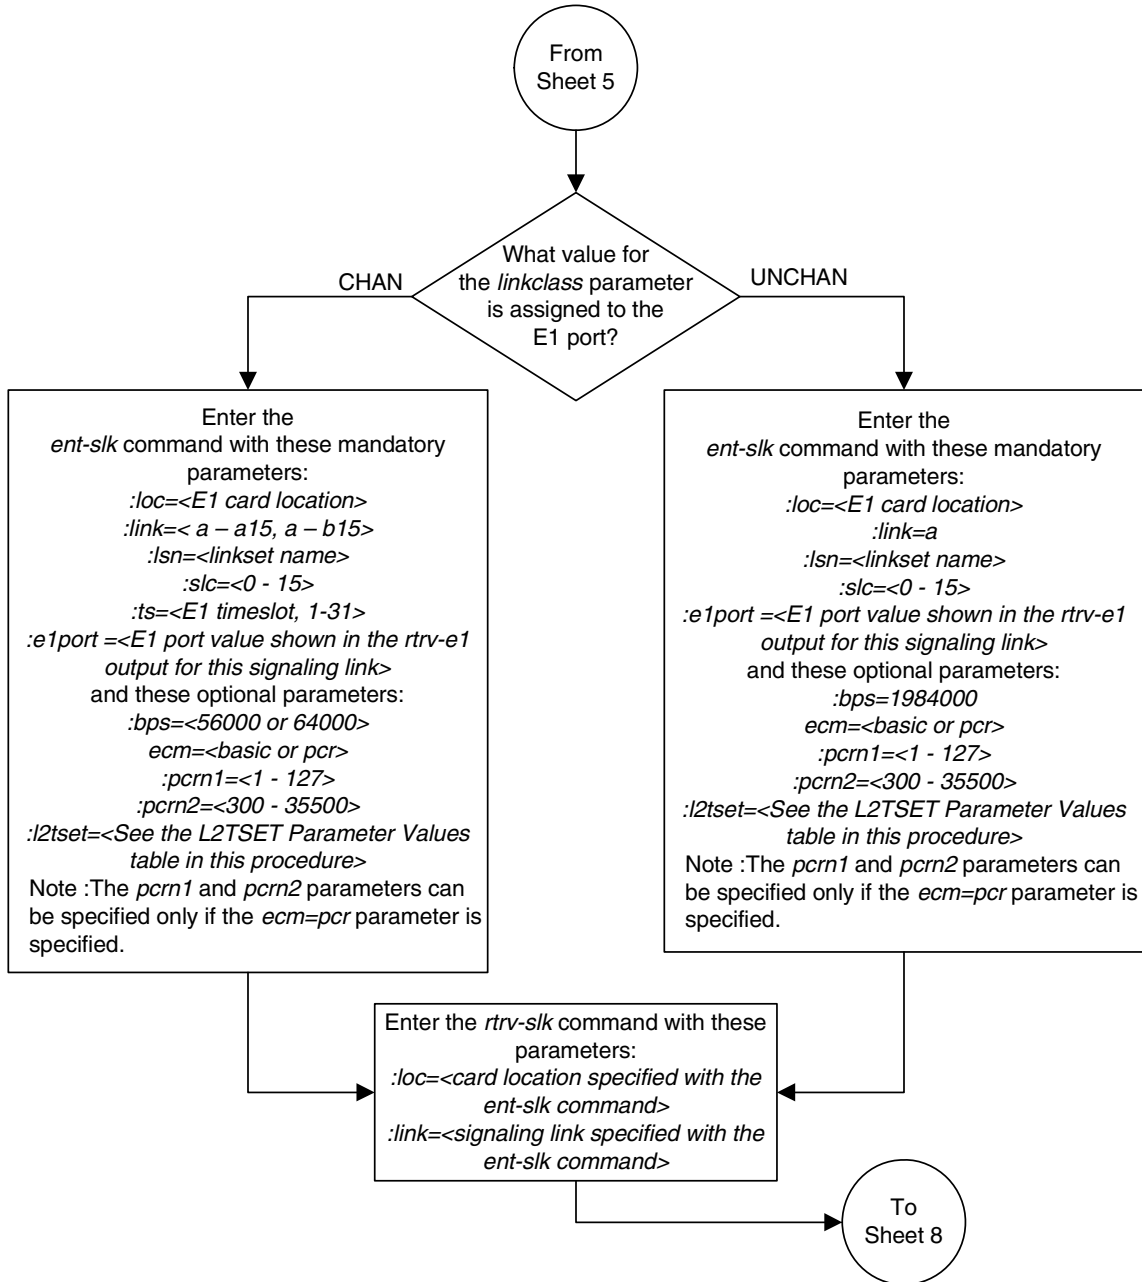 From
Sheet 5
What value for
the linkclass parameter
is assigned to the
E1 port?
CHAN
UNCHAN
Enter the
ent-slk command with these mandatory
parameters:
:loc=<E1 card location>
:link=< a – a15, a – b15>
:lsn=<linkset name>
:slc=<0 - 15>
:ts=<E1 timeslot, 1-31>
:e1port =<E1 port value shown in the rtrv-e1
output for this signaling link>
and these optional parameters:
:bps=<56000 or 64000>
ecm=<basic or pcr>
:pcrn1=<1 - 127>
:pcrn2=<300 - 35500>
:l2tset=<See the L2TSET Parameter Values
table in this procedure>
Note :The pcrn1 and pcrn2 parameters can
be specified only if the ecm=pcr parameter is
specified.
Enter the
ent-slk command with these mandatory
parameters:
:loc=<E1 card location>
:link=a
:lsn=<linkset name>
:slc=<0 - 15>
:e1port =<E1 port value shown in the rtrv-e1
output for this signaling link>
and these optional parameters:
:bps=1984000
ecm=<basic or pcr>
:pcrn1=<1 - 127>
:pcrn2=<300 - 35500>
:l2tset=<See the L2TSET Parameter Values
table in this procedure>
Note :The pcrn1 and pcrn2 parameters can
be specified only if the ecm=pcr parameter is
specified.
Enter the rtrv-slk command with these
parameters:
:loc=<card location specified with the
ent-slk command>
:link=<signaling link specified with the
ent-slk command>
To
Sheet 8